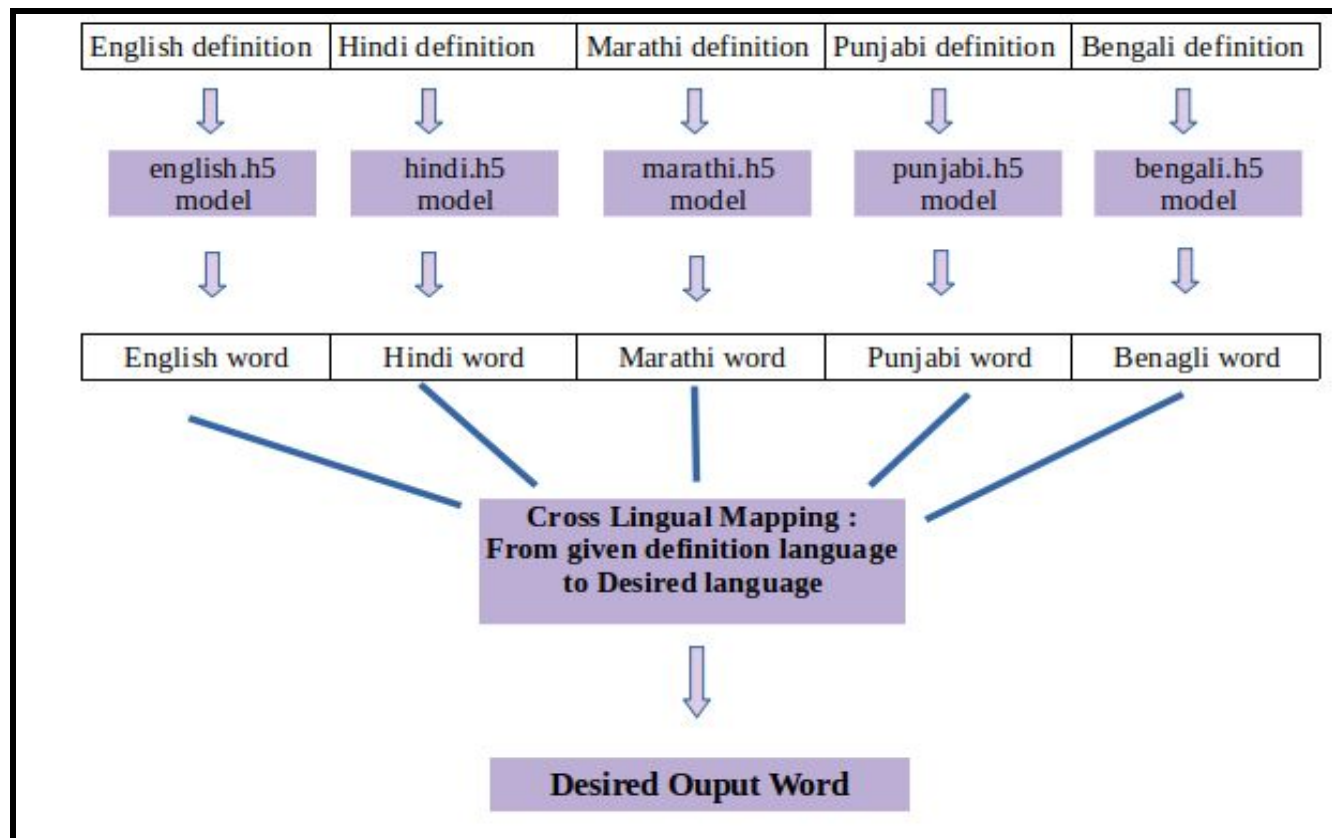 English definition Hindi definition Marathi definition Punjabi definition Bengali definition
english.h5 hindi.h5 marathi.h5 punjabi.h5 bengali.h5
model model model model model
English word Hindi word Marathi word Punjabi word Benagli word
Cross Lingual Mapping :
From given definition language
to Desired language
Desired Ouput Word